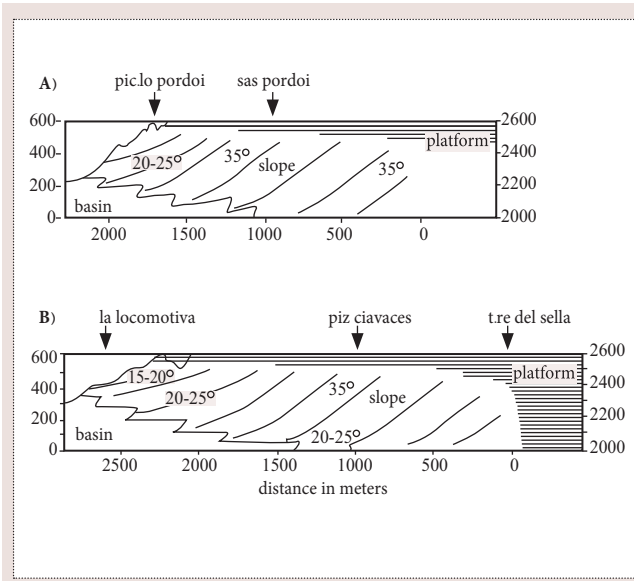 A)
pic.lo pordoi sas pordoi
600 2600
platform
400 20-25° 35° slope 35° 2400
200 2200
basin
0 2000
2000 1500 1000 500 0
B)
la locomotiva piz ciavaces t.re del sella
600 2600
15-20° platform
400 20-25° 35° slope 2400
200 2200
basin 20-25°
0 2000
2500 2000 1500 1000 500 0
distance in meters